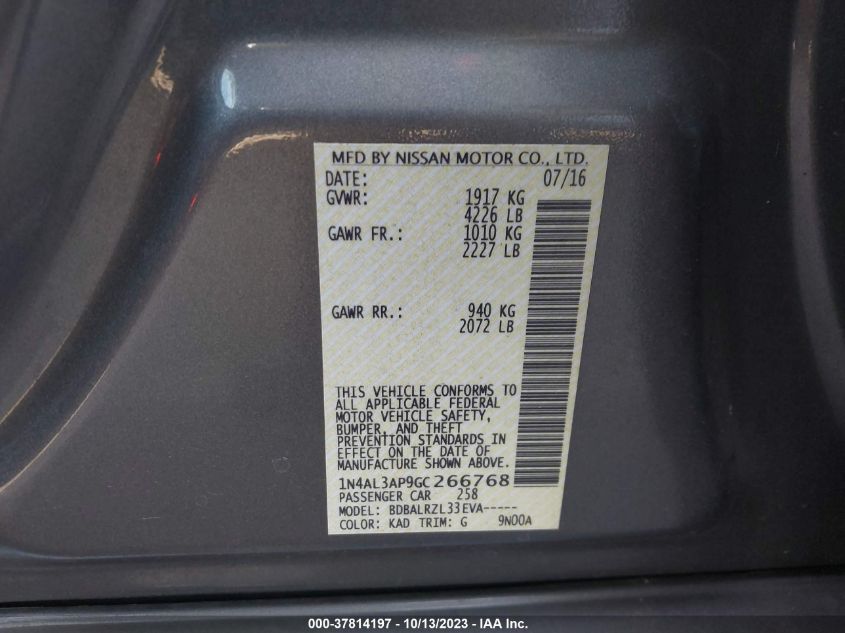 MFD BY NISSAN MOTOR CO., LTD.
DATE: 07/16
GVWR: 1917 KG
4226 LB
GAWR FR.: 1010 KG
2227 LB
GAWR RR.: 940 KG
2072 LB
THIS VEHICLE CONFORMS TO
ALL APPLICABLE FEDERAL
MOTOR VEHICLE SAFETY,
BUMPER, AND THEFT
PREVENTION STANDARDS IN
EFFECT ON THE DATE OF
MANUFACTURE SHOWN ABOVE.
1N4AL3AP9GC266768
PASSENGER CAR 258
MODEL: BDBALRZL33EVA-----
COLOR: KAD TRIM: G 9N00A
000-37814197 - 10/13/2023 - © IAA, Inc.